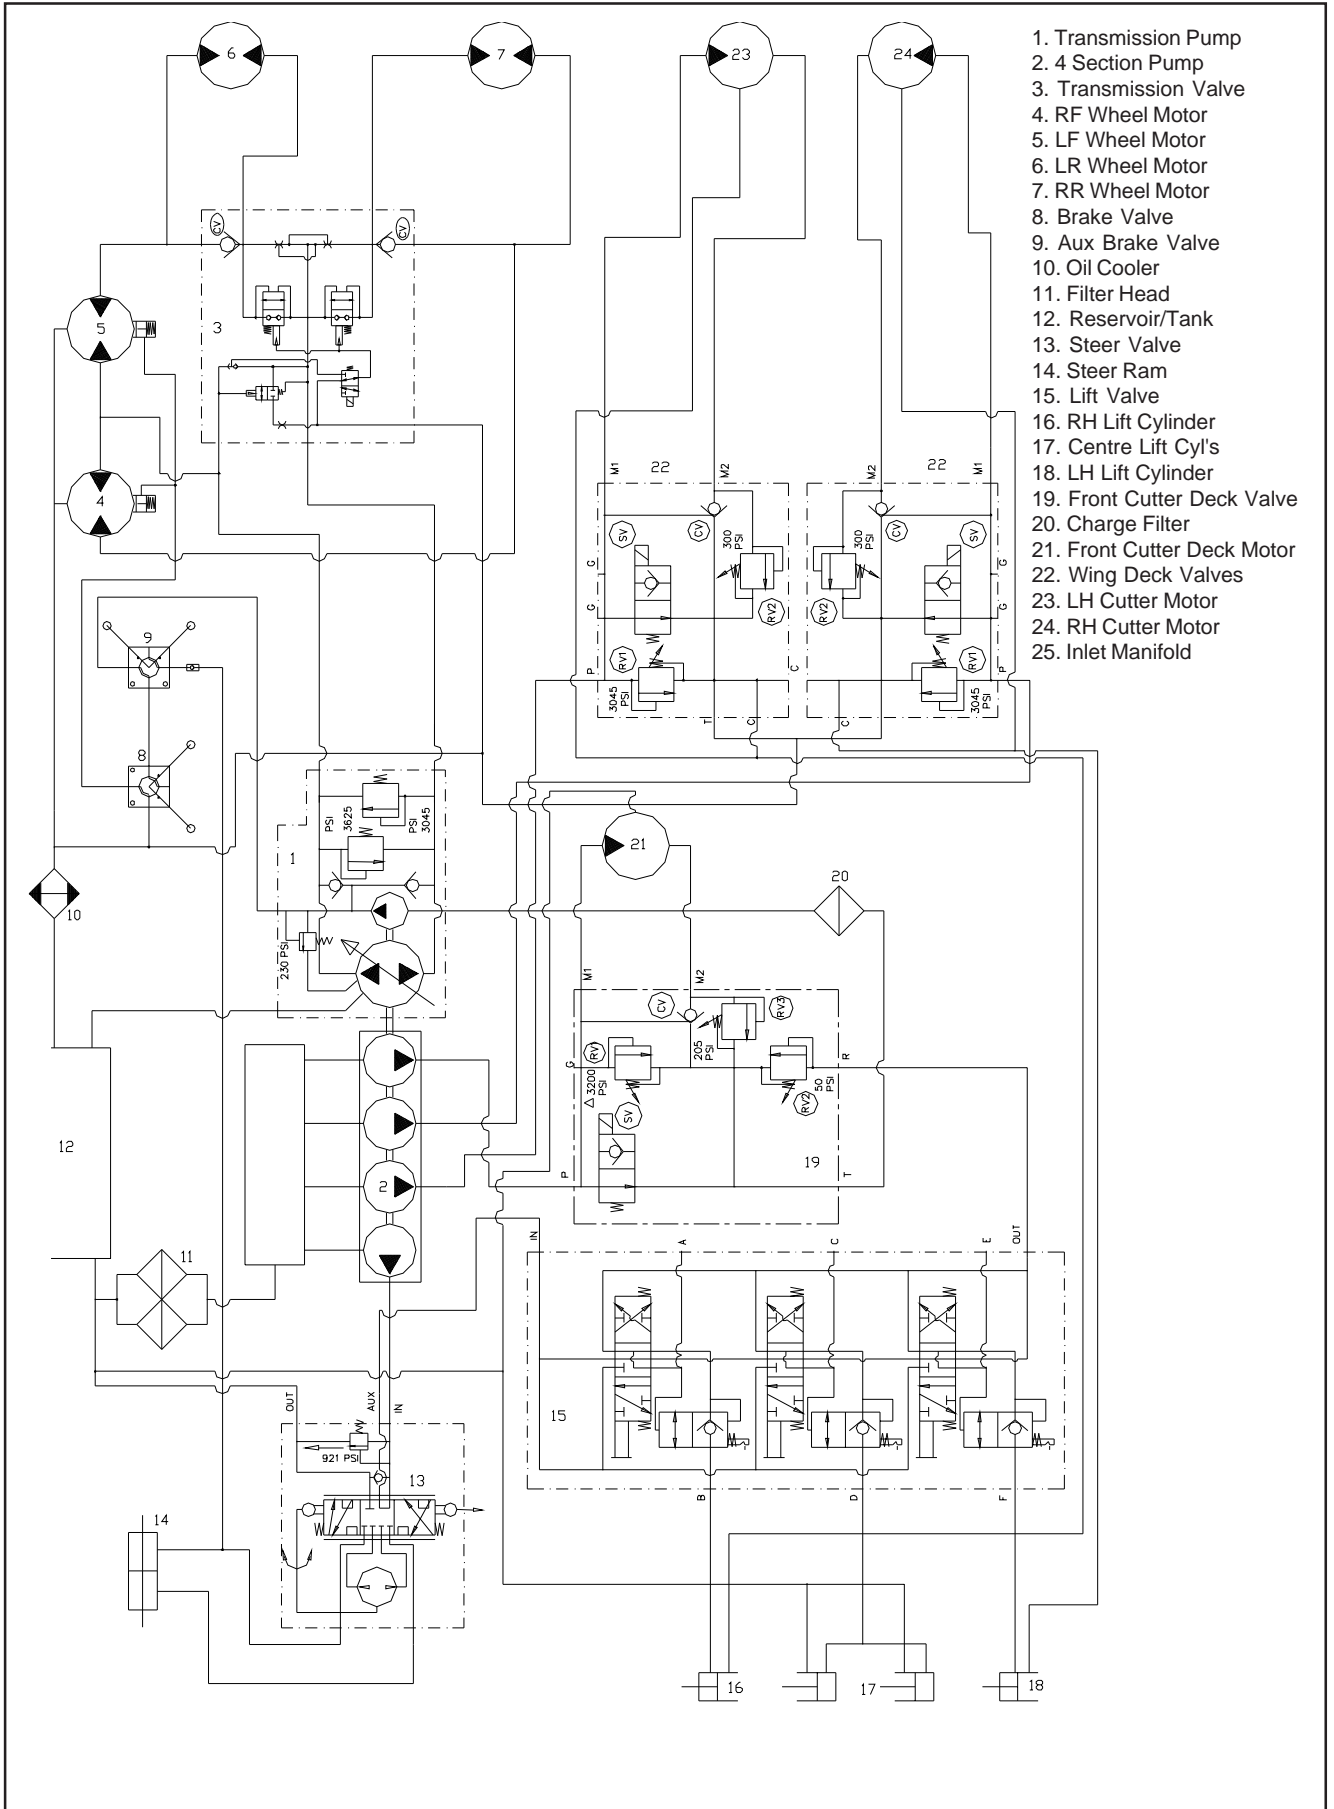 1. Transmission Pump
2. 4 Section Pump
3. Transmission Valve
4. RF Wheel Motor
5. LF Wheel Motor
6. LR Wheel Motor
7. RR Wheel Motor
8. Brake Valve
9. Aux Brake Valve
10. Oil Cooler
11. Filter Head
12. Reservoir/Tank
13. Steer Valve
14. Steer Ram
15. Lift Valve
16. RH Lift Cylinder
17. Centre Lift Cyl's
18. LH Lift Cylinder
19. Front Cutter Deck Valve
20. Charge Filter
21. Front Cutter Deck Motor
22. Wing Deck Valves
23. LH Cutter Motor
24. RH Cutter Motor
25. Inlet Manifold
6
7
23
24
CV
CV
3
5
4
M1
22
M2
M2
22
M1
SV
CV
300 PSI
300 PSI
CV
SV
G
G
G
G
RV2
RV2
RV1
RV1
P
C
P
3045 PSI
3045 PSI
T
C
C
9
8
10
1
PSI
3625
PSI
3045
230 PSI
21
20
M1
M2
CV
RV3
205 PSI
G
RV1
△ 3200 PSI
SV
RV2
50 PSI
R
P
19
T
12
2
11
IN
A
C
E
OUT
15
B
D
F
OUT
AUX
IN
921 PSI
13
14
16
17
18